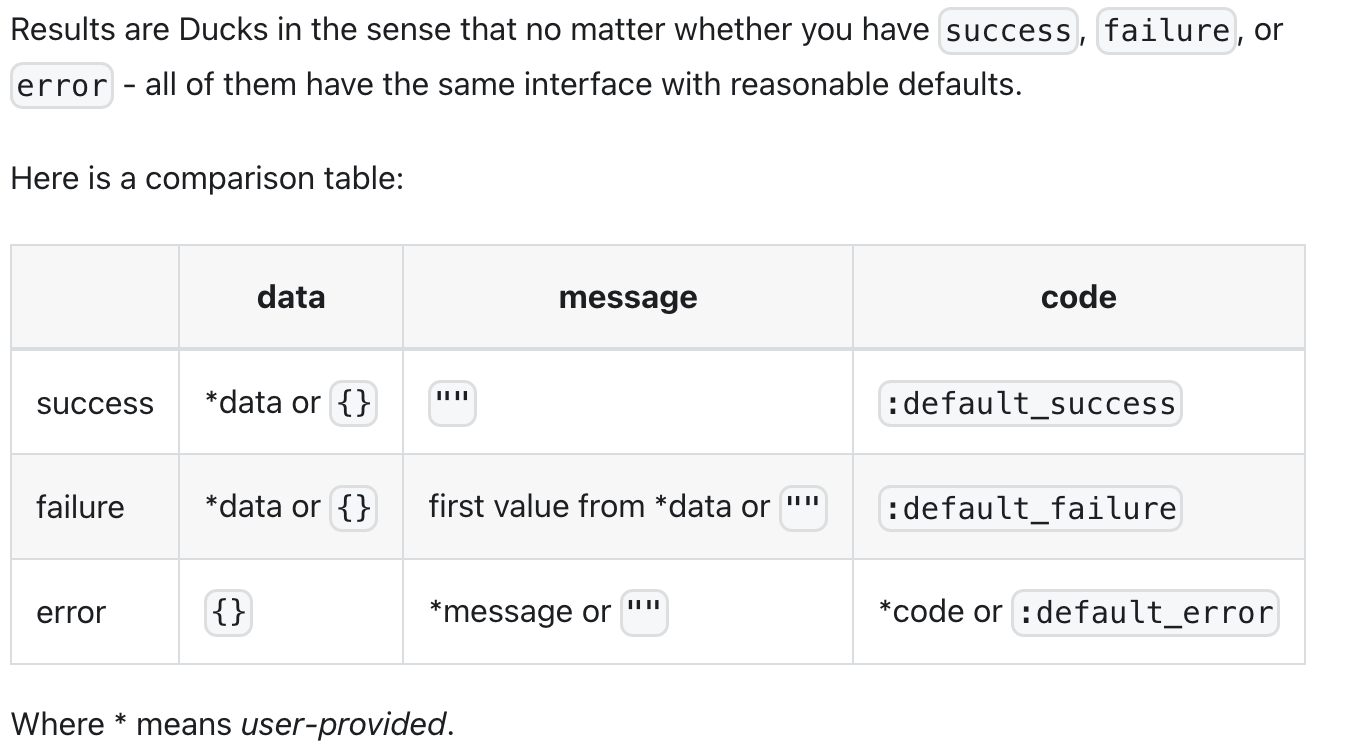 Results are Ducks in the sense that no matter whether you have success, failure, or
error - all of them have the same interface with reasonable defaults.
Here is a comparison table:
data message code
success *data or {} "" :default_success
failure *data or {} first value from *data or "" :default_failure
error {} *message or "" *code or :default_error
Where * means user-provided.